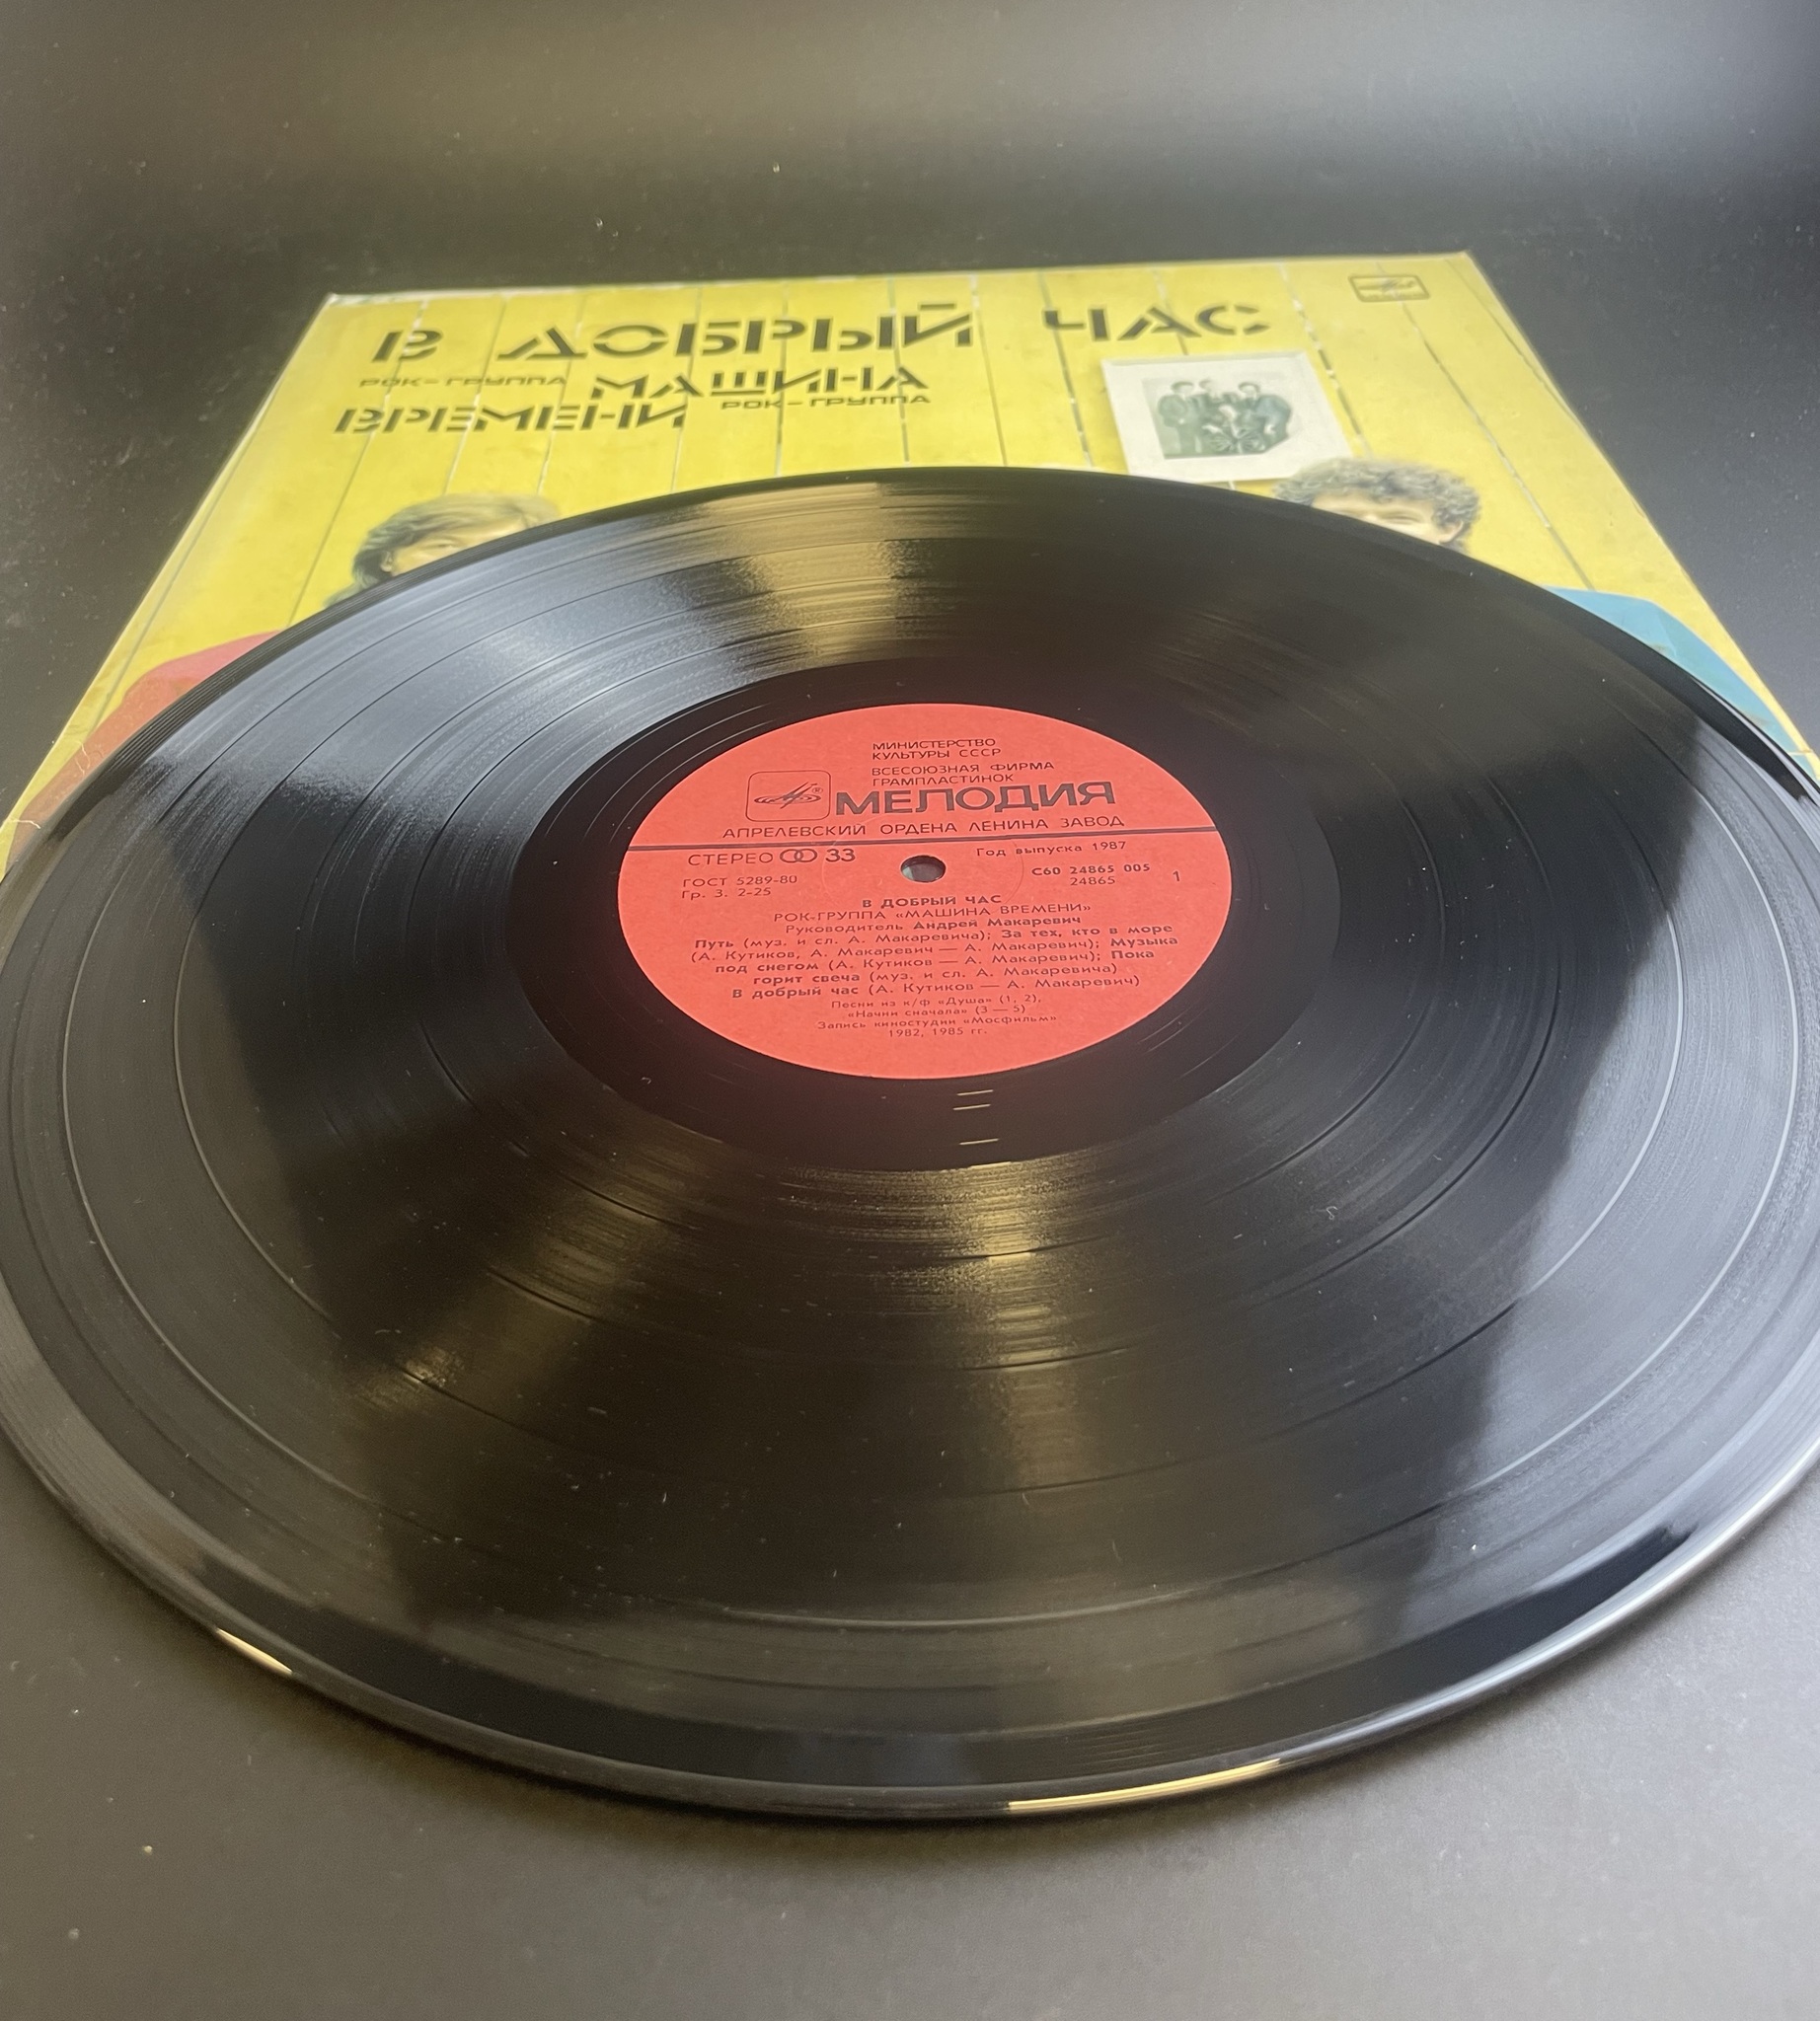 В ДОБРЫЙ ЧАС
РОК-ГРУППА МАШИНА
ВРЕМЕНИ РОК-ГРУППА
МИНИСТЕРСТВО
КУЛЬТУРЫ СССР
ВСЕСОЮЗНАЯ ФИРМА
ГРАМПЛАСТИНОК
МЕЛОДИЯ
АПРЕЛЕВСКИЙ ОРДЕНА ЛЕНИНА ЗАВОД
СТЕРЕО 33
Год выпуска 1987
ГОСТ 5289-80
Гр. 3. 2-25
С60 24865 005
24865
1
В ДОБРЫЙ ЧАС
РОК-ГРУППА «МАШИНА ВРЕМЕНИ»
Руководитель Андрей Макаревич
Путь (муз. и сл. А. Макаревича); За тех, кто в море
(А. Кутиков, А. Макаревич — А. Макаревич); Музыка
под снегом (А. Кутиков — А. Макаревич); Пока
горит свеча (муз. и сл. А. Макаревича)
В добрый час (А. Кутиков — А. Макаревич)
Песни из к/ф «Душа» (1, 2),
«Начни сначала» (3 — 5)
Запись киностудии «Мосфильм»
1982, 1985 гг.